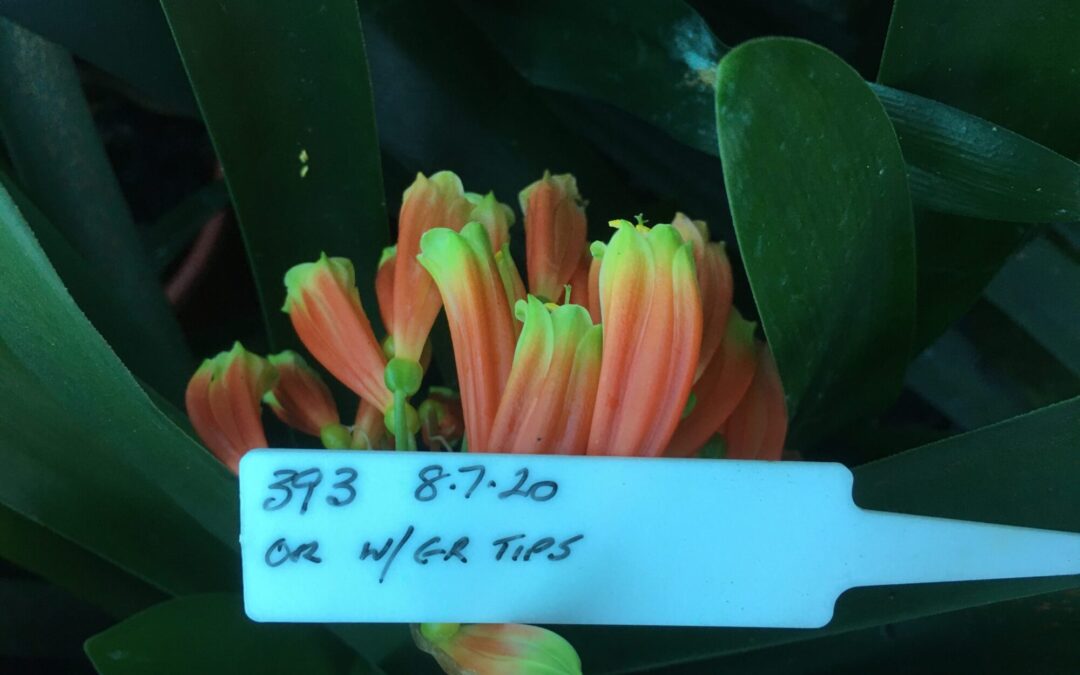 393 8.7.20
OR W/GR TIPS